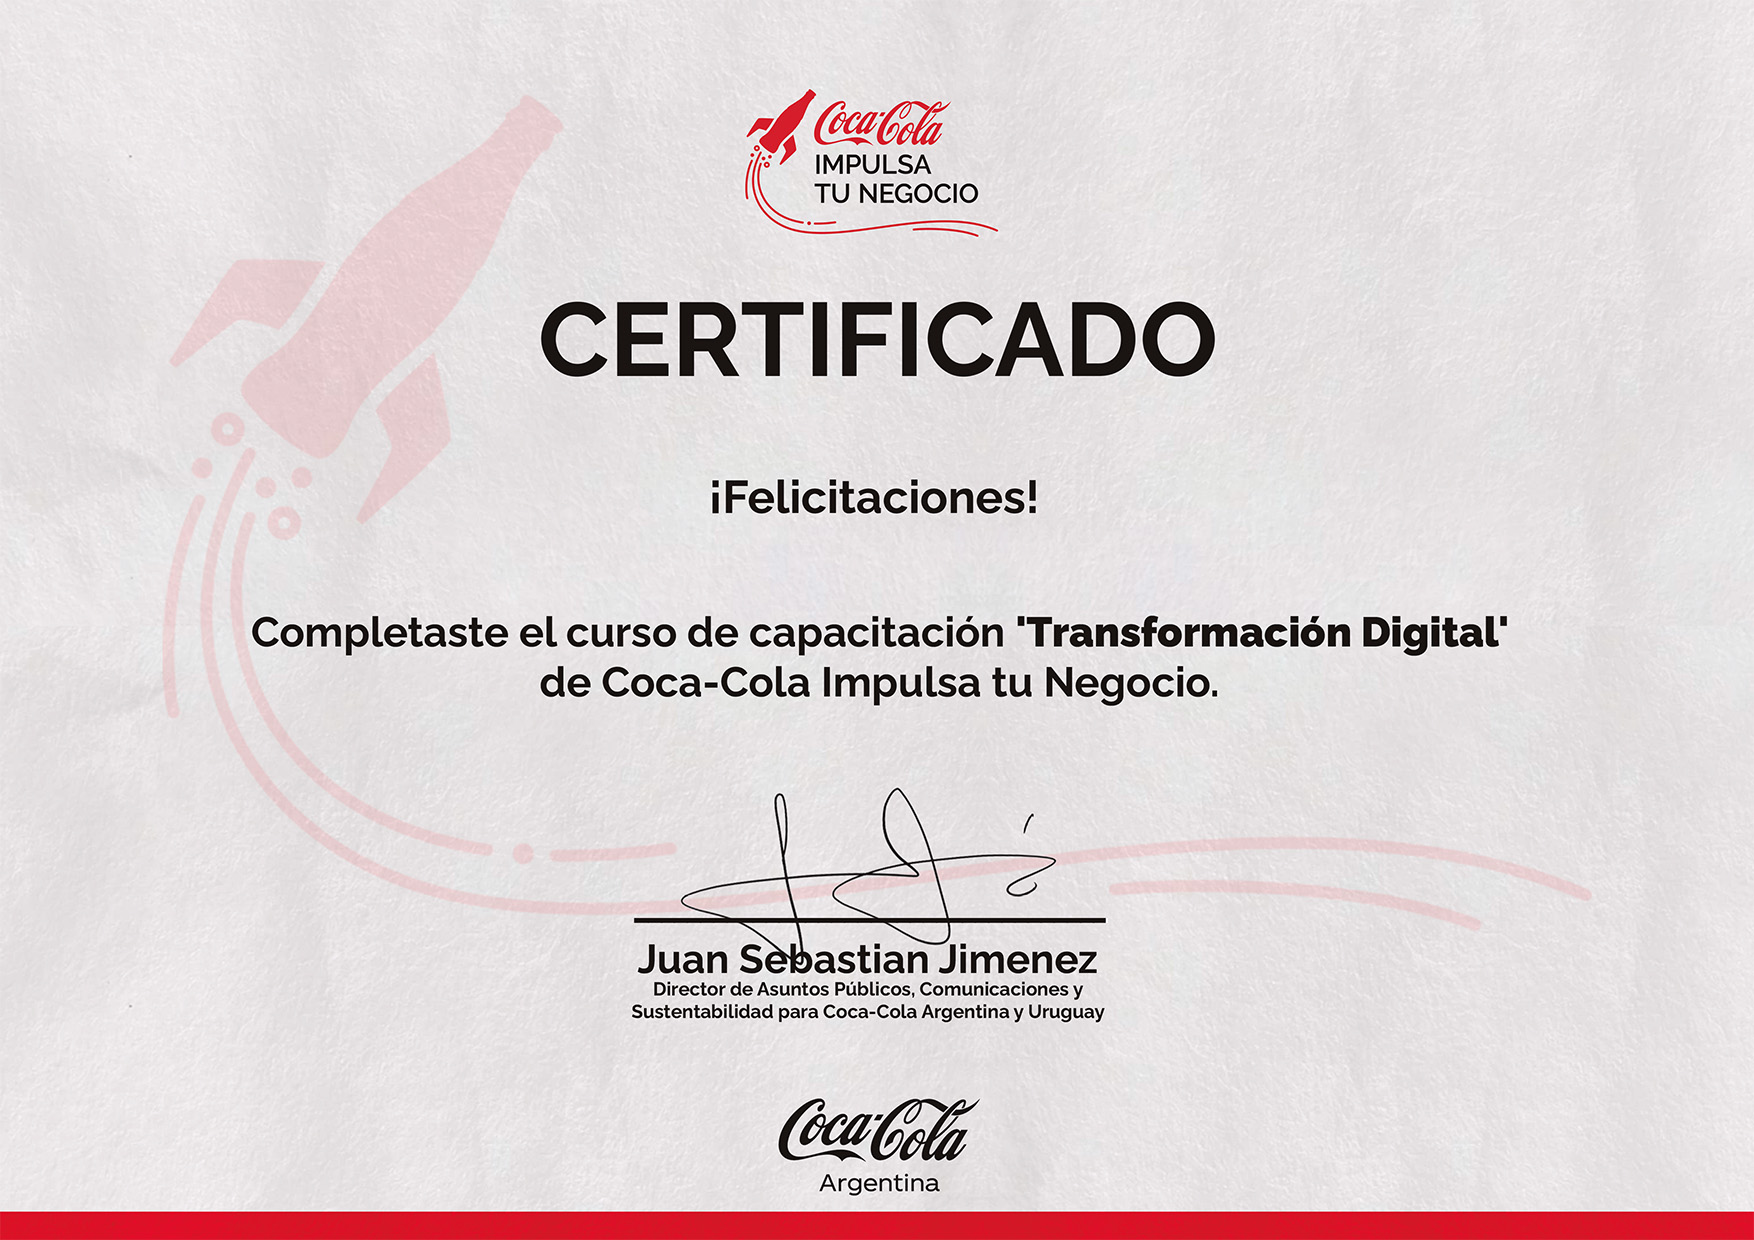 Coca-Cola
IMPULSA
TU NEGOCIO
CERTIFICADO
¡Felicitaciones!
Completaste el curso de capacitación 'Transformación Digital'
de Coca-Cola Impulsa tu Negocio.
Juan Sebastian Jimenez
Director de Asuntos Públicos, Comunicaciones y
Sustentabilidad para Coca-Cola Argentina y Uruguay
Coca-Cola
Argentina